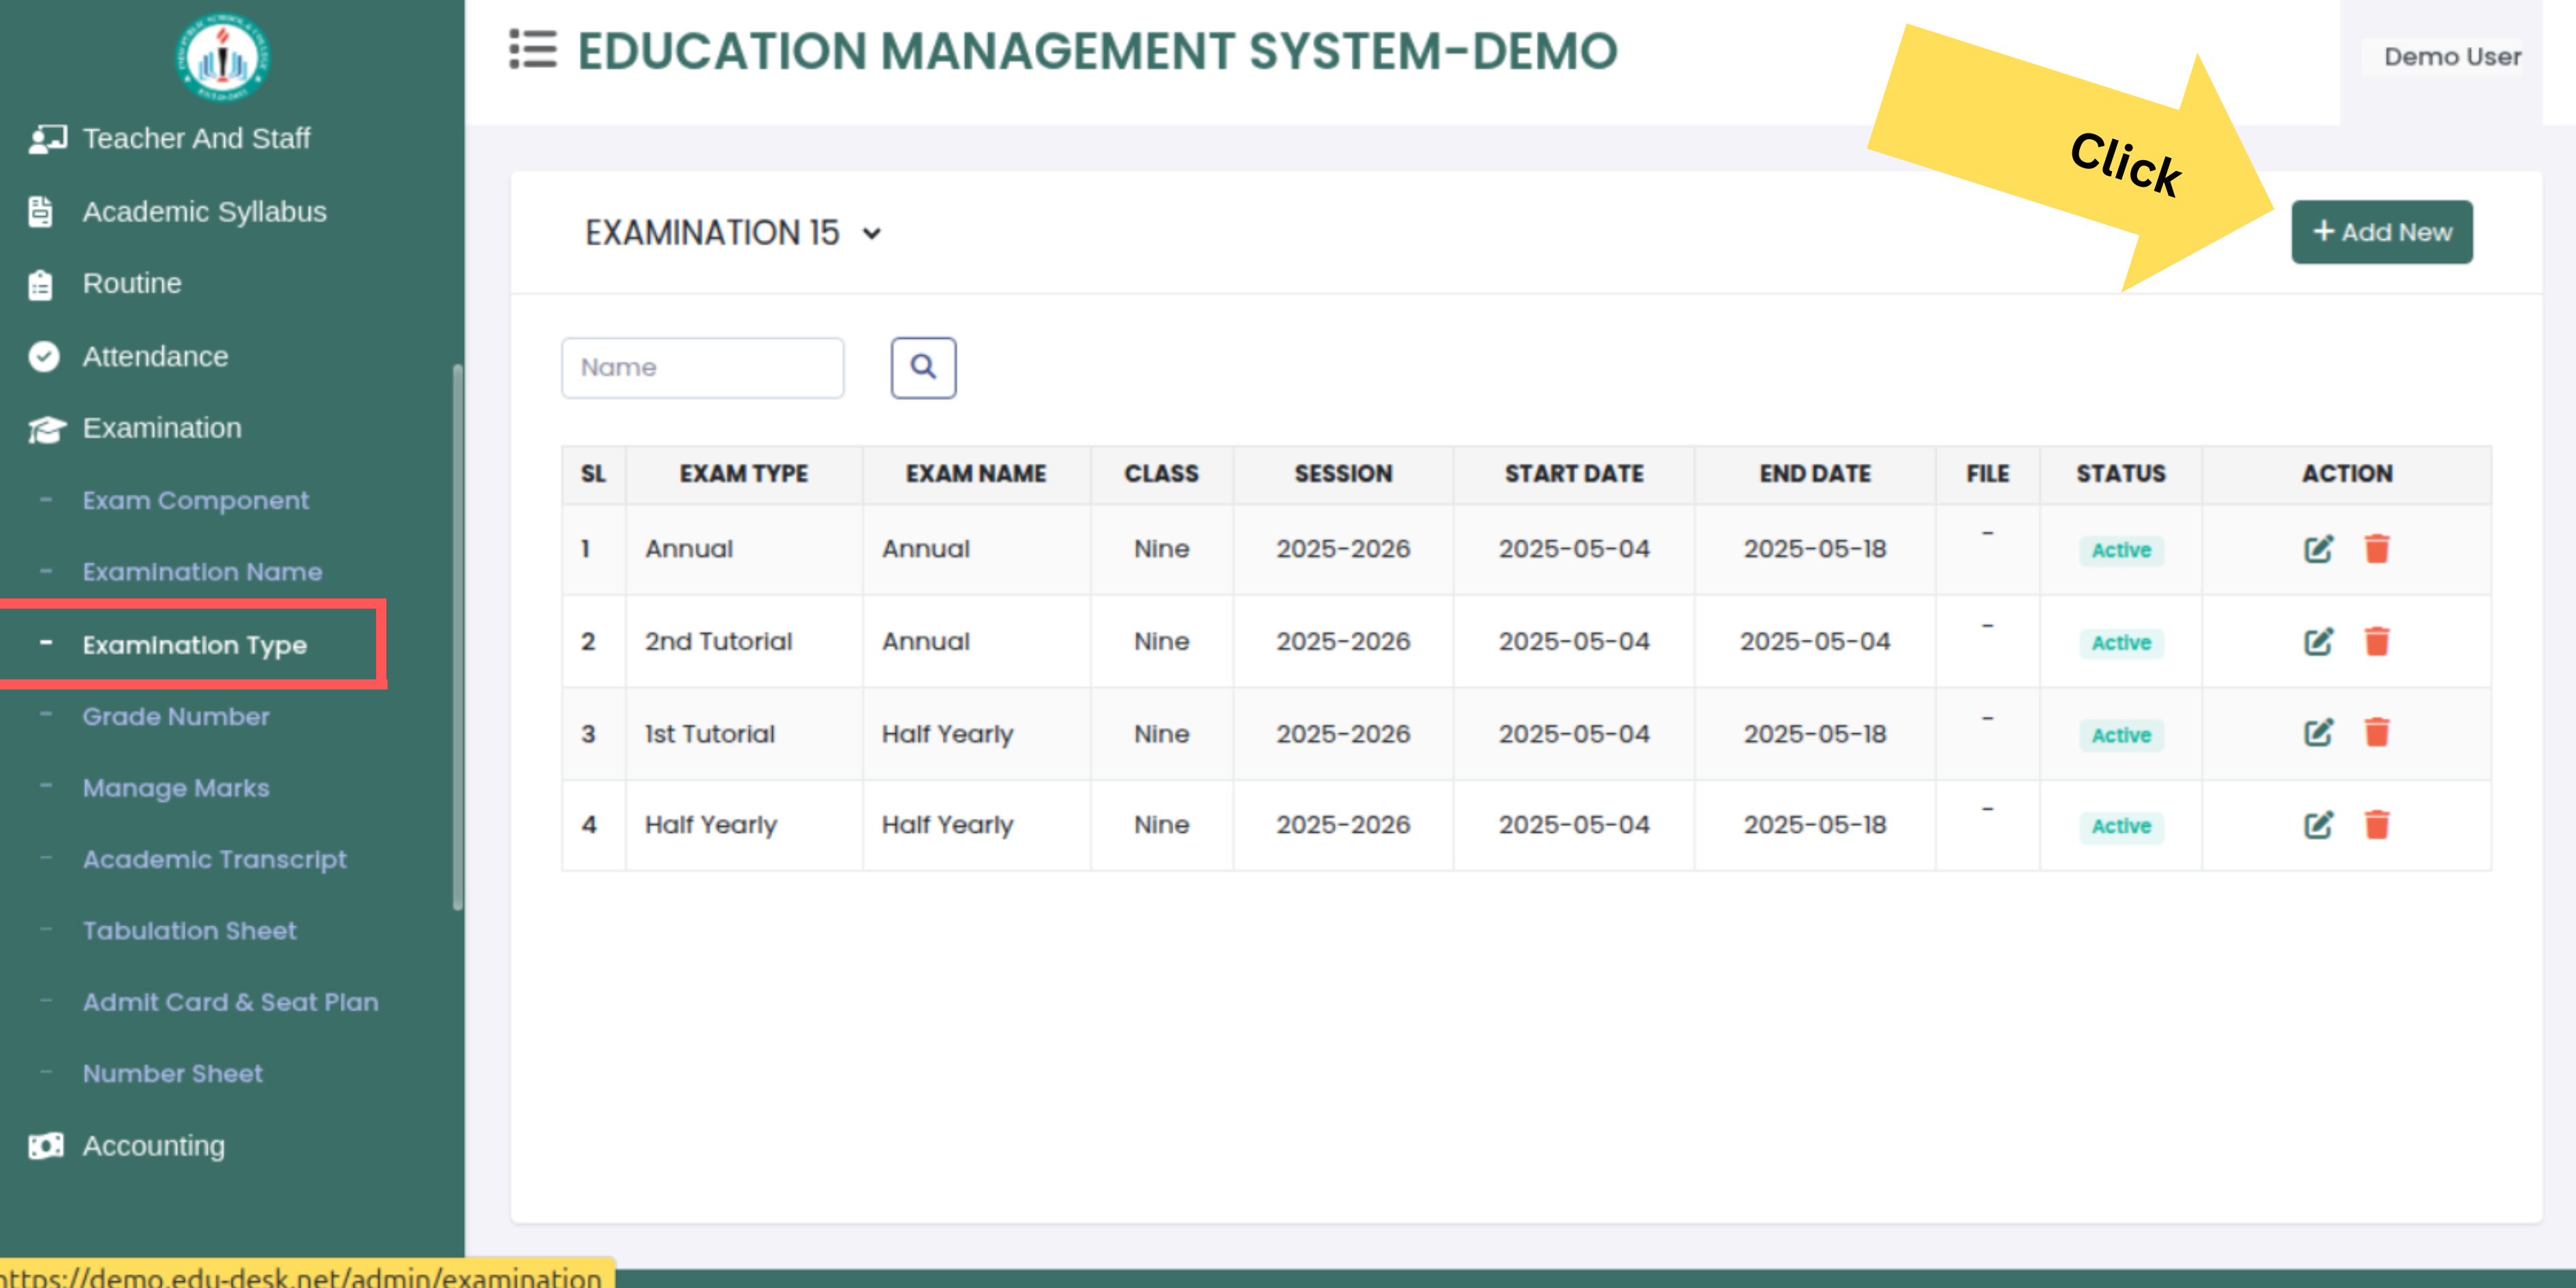 EDUCATION MANAGEMENT SYSTEM-DEMO
Demo User
Click
Teacher And Staff
Academic Syllabus
Routine
Attendance
Examination
- Exam Component
- Examination Name
- Examination Type
- Grade Number
- Manage Marks
- Academic Transcript
- Tabulation Sheet
- Admit Card & Seat Plan
- Number Sheet
Accounting
EXAMINATION 15
+ Add New
Name
SL EXAM TYPE EXAM NAME CLASS SESSION START DATE END DATE FILE STATUS ACTION
1 Annual Annual Nine 2025-2026 2025-05-04 2025-05-18 - Active
2 2nd Tutorial Annual Nine 2025-2026 2025-05-04 2025-05-04 - Active
3 1st Tutorial Half Yearly Nine 2025-2026 2025-05-04 2025-05-18 - Active
4 Half Yearly Half Yearly Nine 2025-2026 2025-05-04 2025-05-18 - Active
https://demo.edu-desk.net/admin/examination